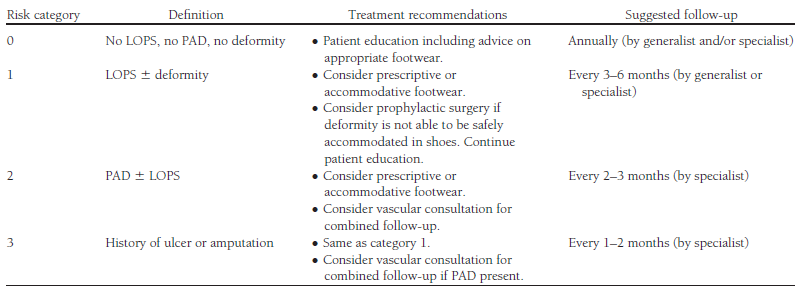 Risk category Definition Treatment recommendations Suggested follow-up
0 No LOPS, no PAD, no deformity • Patient education including advice on Annually (by generalist and/or specialist)
appropriate footwear.
1 LOPS ± deformity • Consider prescriptive or Every 3–6 months (by generalist or
accommodative footwear. specialist)
• Consider prophylactic surgery if
deformity is not able to be safely
accommodated in shoes. Continue
patient education.
2 PAD ± LOPS • Consider prescriptive or Every 2–3 months (by specialist)
accommodative footwear.
• Consider vascular consultation for
combined follow-up.
3 History of ulcer or amputation • Same as category 1. Every 1–2 months (by specialist)
• Consider vascular consultation for
combined follow-up if PAD present.